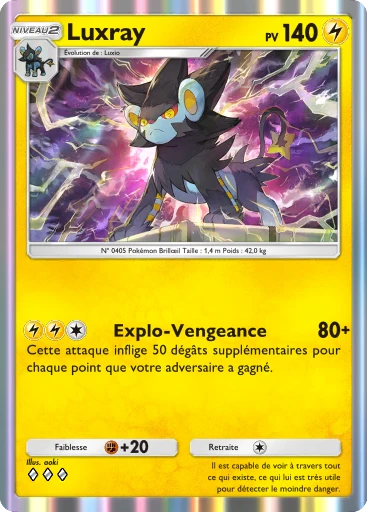 NIVEAU 2
Luxray
PV 140
Évolution de : Luxio
N° 0405 Pokémon Brillœil Taille : 1,4 m Poids : 42,0 kg
Explo-Vengeance 80+
Cette attaque inflige 50 dégâts supplémentaires pour
chaque point que votre adversaire a gagné.
Faiblesse +20 Retraite
Illus. aoki
Il est capable de voir à travers tout
ce qui existe, ce qui lui est très utile
pour détecter le moindre danger.